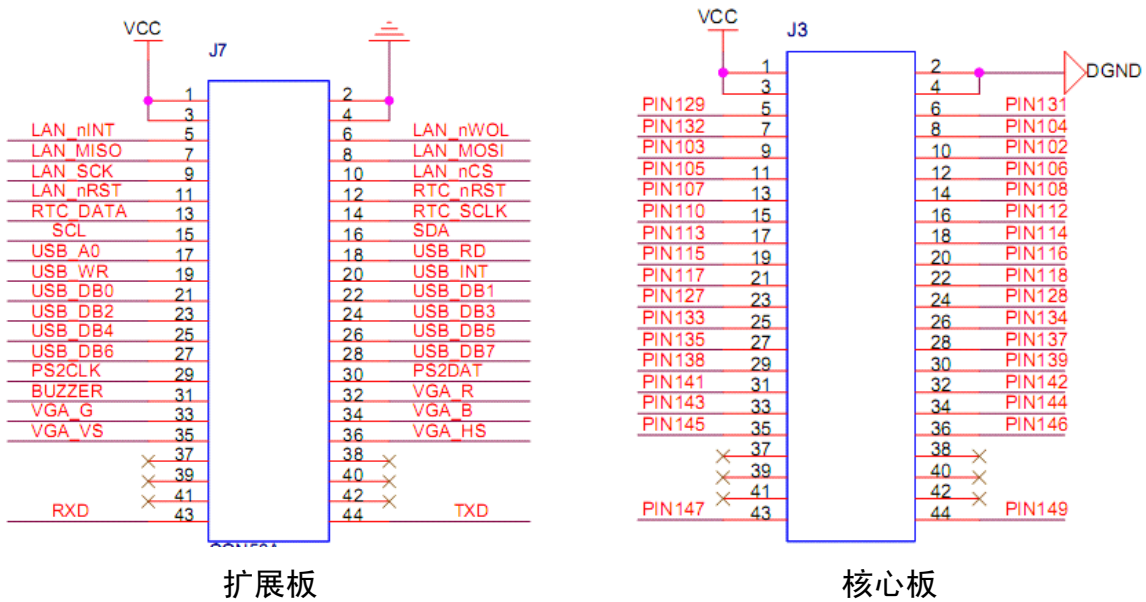 VCC
J7
1 2
3 4
LAN_nINT 5 6 LAN_nWOL
LAN_MISO 7 8 LAN_MOSI
LAN_SCK 9 10 LAN_nCS
LAN_nRST 11 12 RTC_nRST
RTC_DATA 13 14 RTC_SCLK
SCL 15 16 SDA
USB_A0 17 18 USB_RD
USB_WR 19 20 USB_INT
USB_DB0 21 22 USB_DB1
USB_DB2 23 24 USB_DB3
USB_DB4 25 26 USB_DB5
USB_DB6 27 28 USB_DB7
PS2CLK 29 30 PS2DAT
BUZZER 31 32 VGA_R
VGA_G 33 34 VGA_B
VGA_VS 35 36 VGA_HS
37 38
39 40
41 42
RXD 43 44 TXD
扩展板
VCC
J3
1 2 DGND
3 4
PIN129 5 6 PIN131
PIN132 7 8 PIN104
PIN103 9 10 PIN102
PIN105 11 12 PIN106
PIN107 13 14 PIN108
PIN110 15 16 PIN112
PIN113 17 18 PIN114
PIN115 19 20 PIN116
PIN117 21 22 PIN118
PIN127 23 24 PIN128
PIN133 25 26 PIN134
PIN135 27 28 PIN137
PIN138 29 30 PIN139
PIN141 31 32 PIN142
PIN143 33 34 PIN144
PIN145 35 36 PIN146
37 38
39 40
41 42
PIN147 43 44 PIN149
核心板